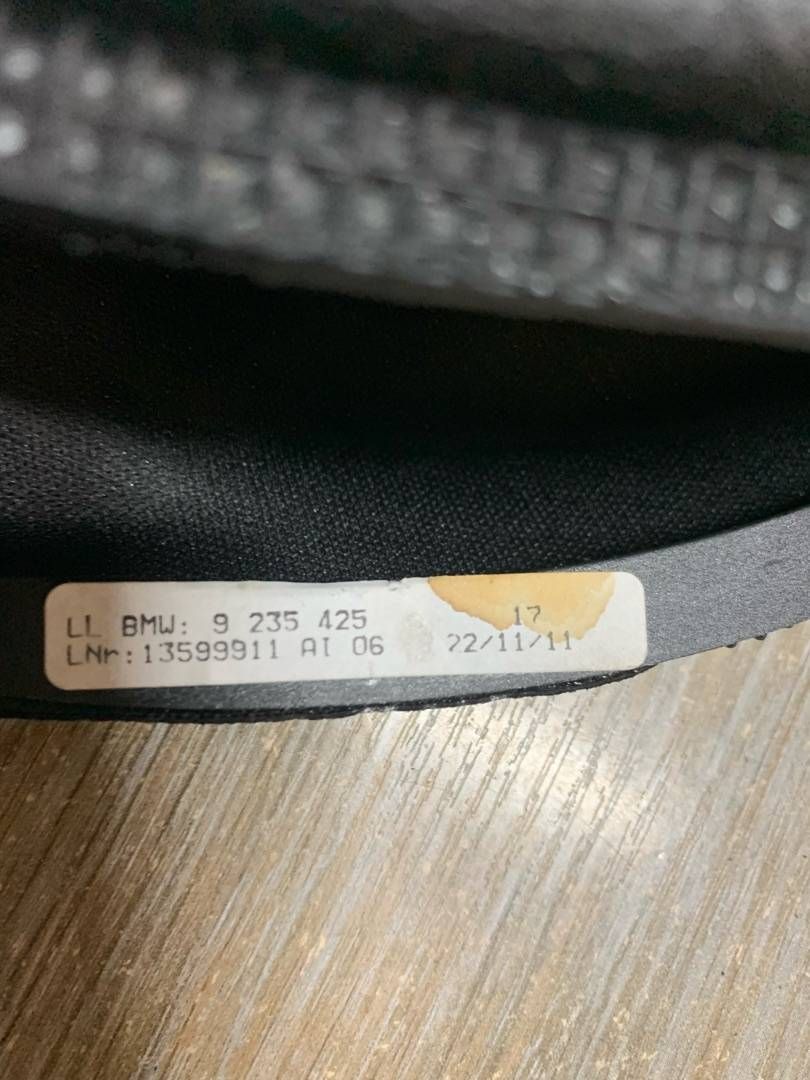 LL BMW: 9 235 425 17
LNr:13599911 AI 06 22/11/11